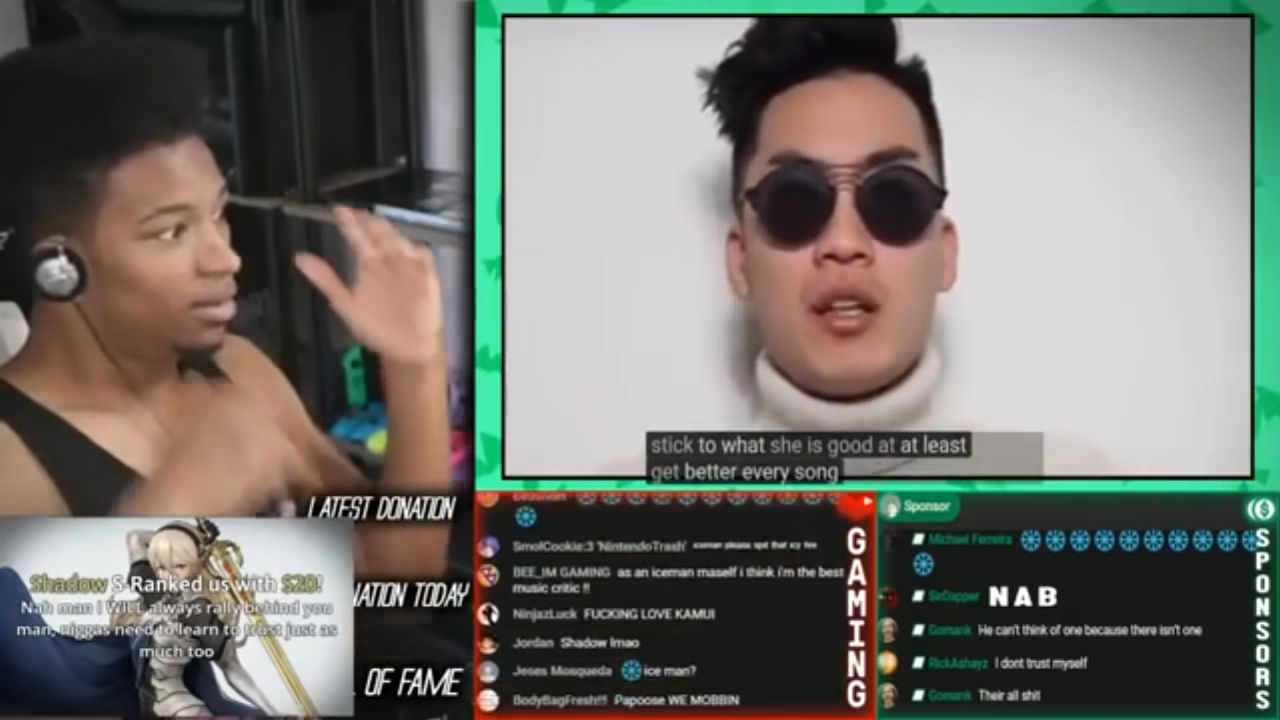 stick to what she is good at at least
get better every song
LATEST DONATION
Shadow S-Ranked us with $20!
Nah man I WILL always rally behind you
man, niggas need to learn to trust just as
much too
NATION TODAY
OF FAME
SmolCookie:3 'NintendoTrash'
BEE_IM GAMING as an iceman maself i think i'm the best
music critic !!
NinjazLuck FUCKING LOVE KAMUI
Jordan Shadow lmao
Jeses Mosqueda ice man?
BodyBagFresh!!! Papoose WE MOBBIN
GAMING
Sponsor
Michael Ferreira
SirDapper NAB
Gomank He can't think of one because there isn't one
RickAshayz I dont trust myself
Gomank Their all shit
SPONSORS